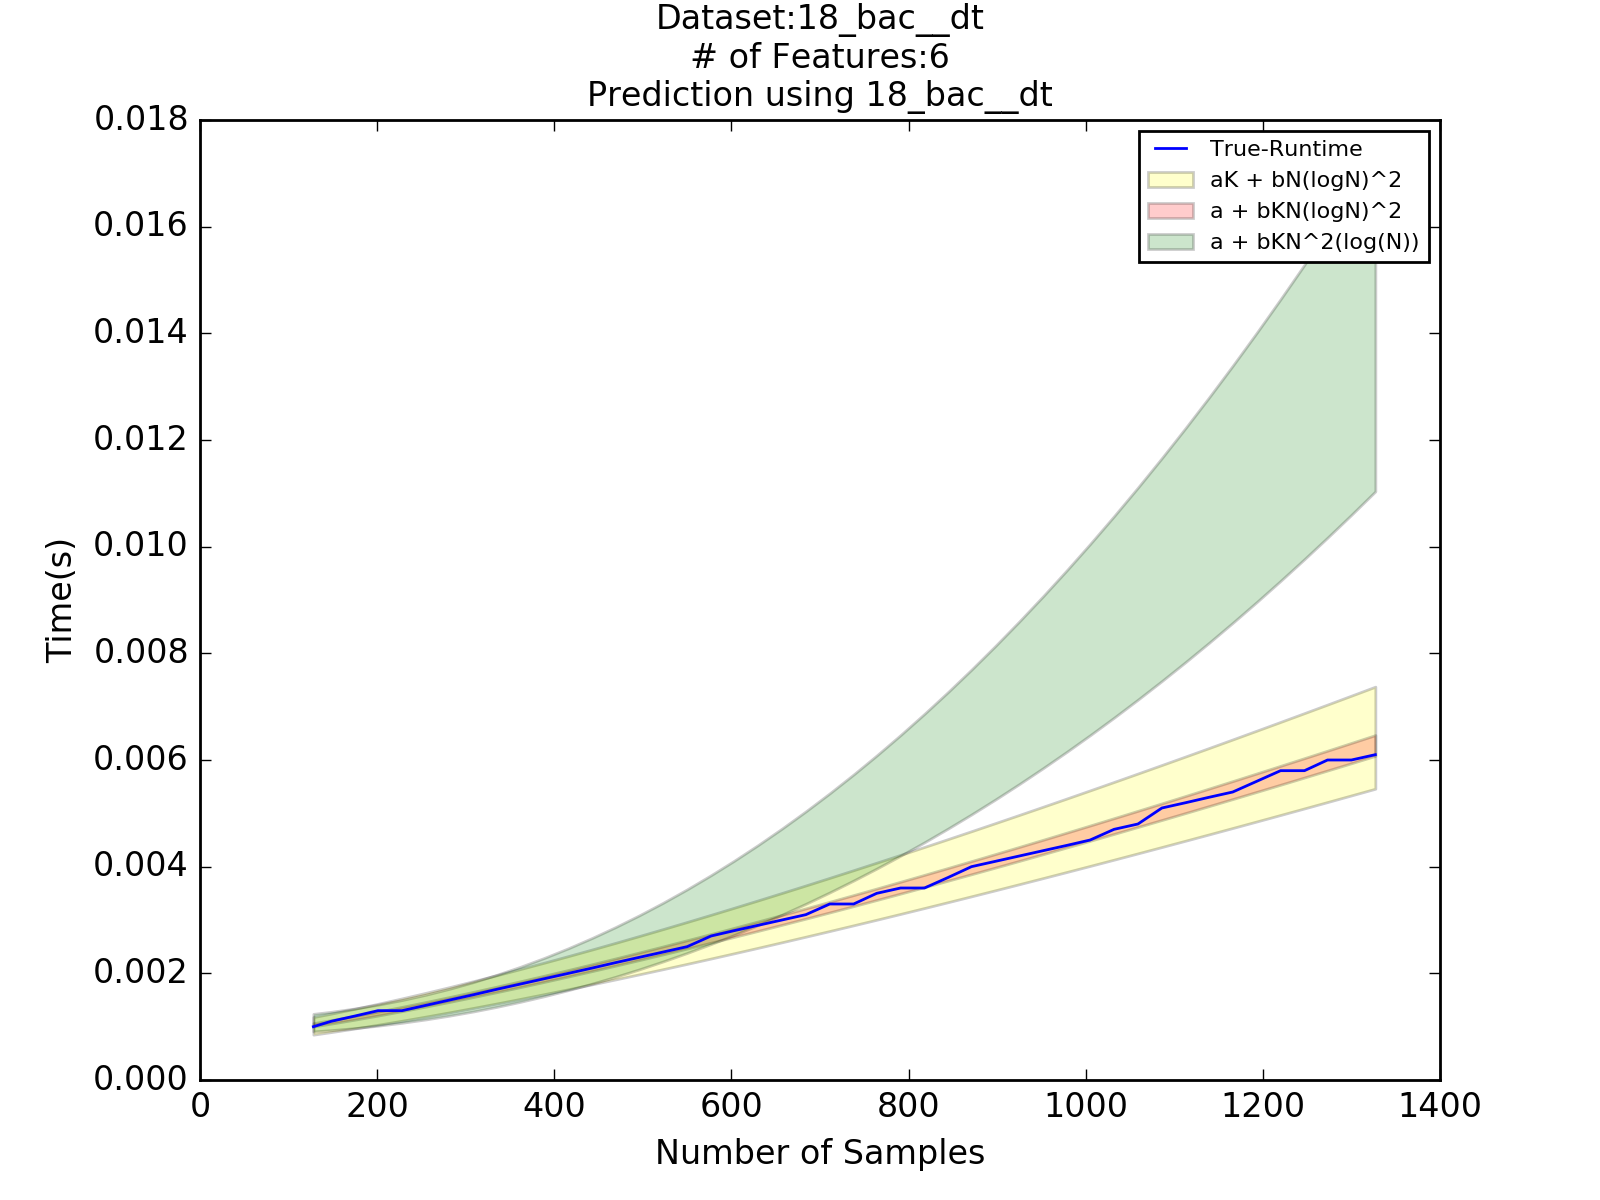 Dataset:18_bac__dt
# of Features:6
Prediction using 18_bac__dt
0.018
0.016
0.014
0.012
0.010
0.008
0.006
0.004
0.002
0.000
Time(s)
True-Runtime
aK + bN(logN)^2
a + bKN(logN)^2
a + bKN^2(log(N))
0 200 400 600 800 1000 1200 1400
Number of Samples